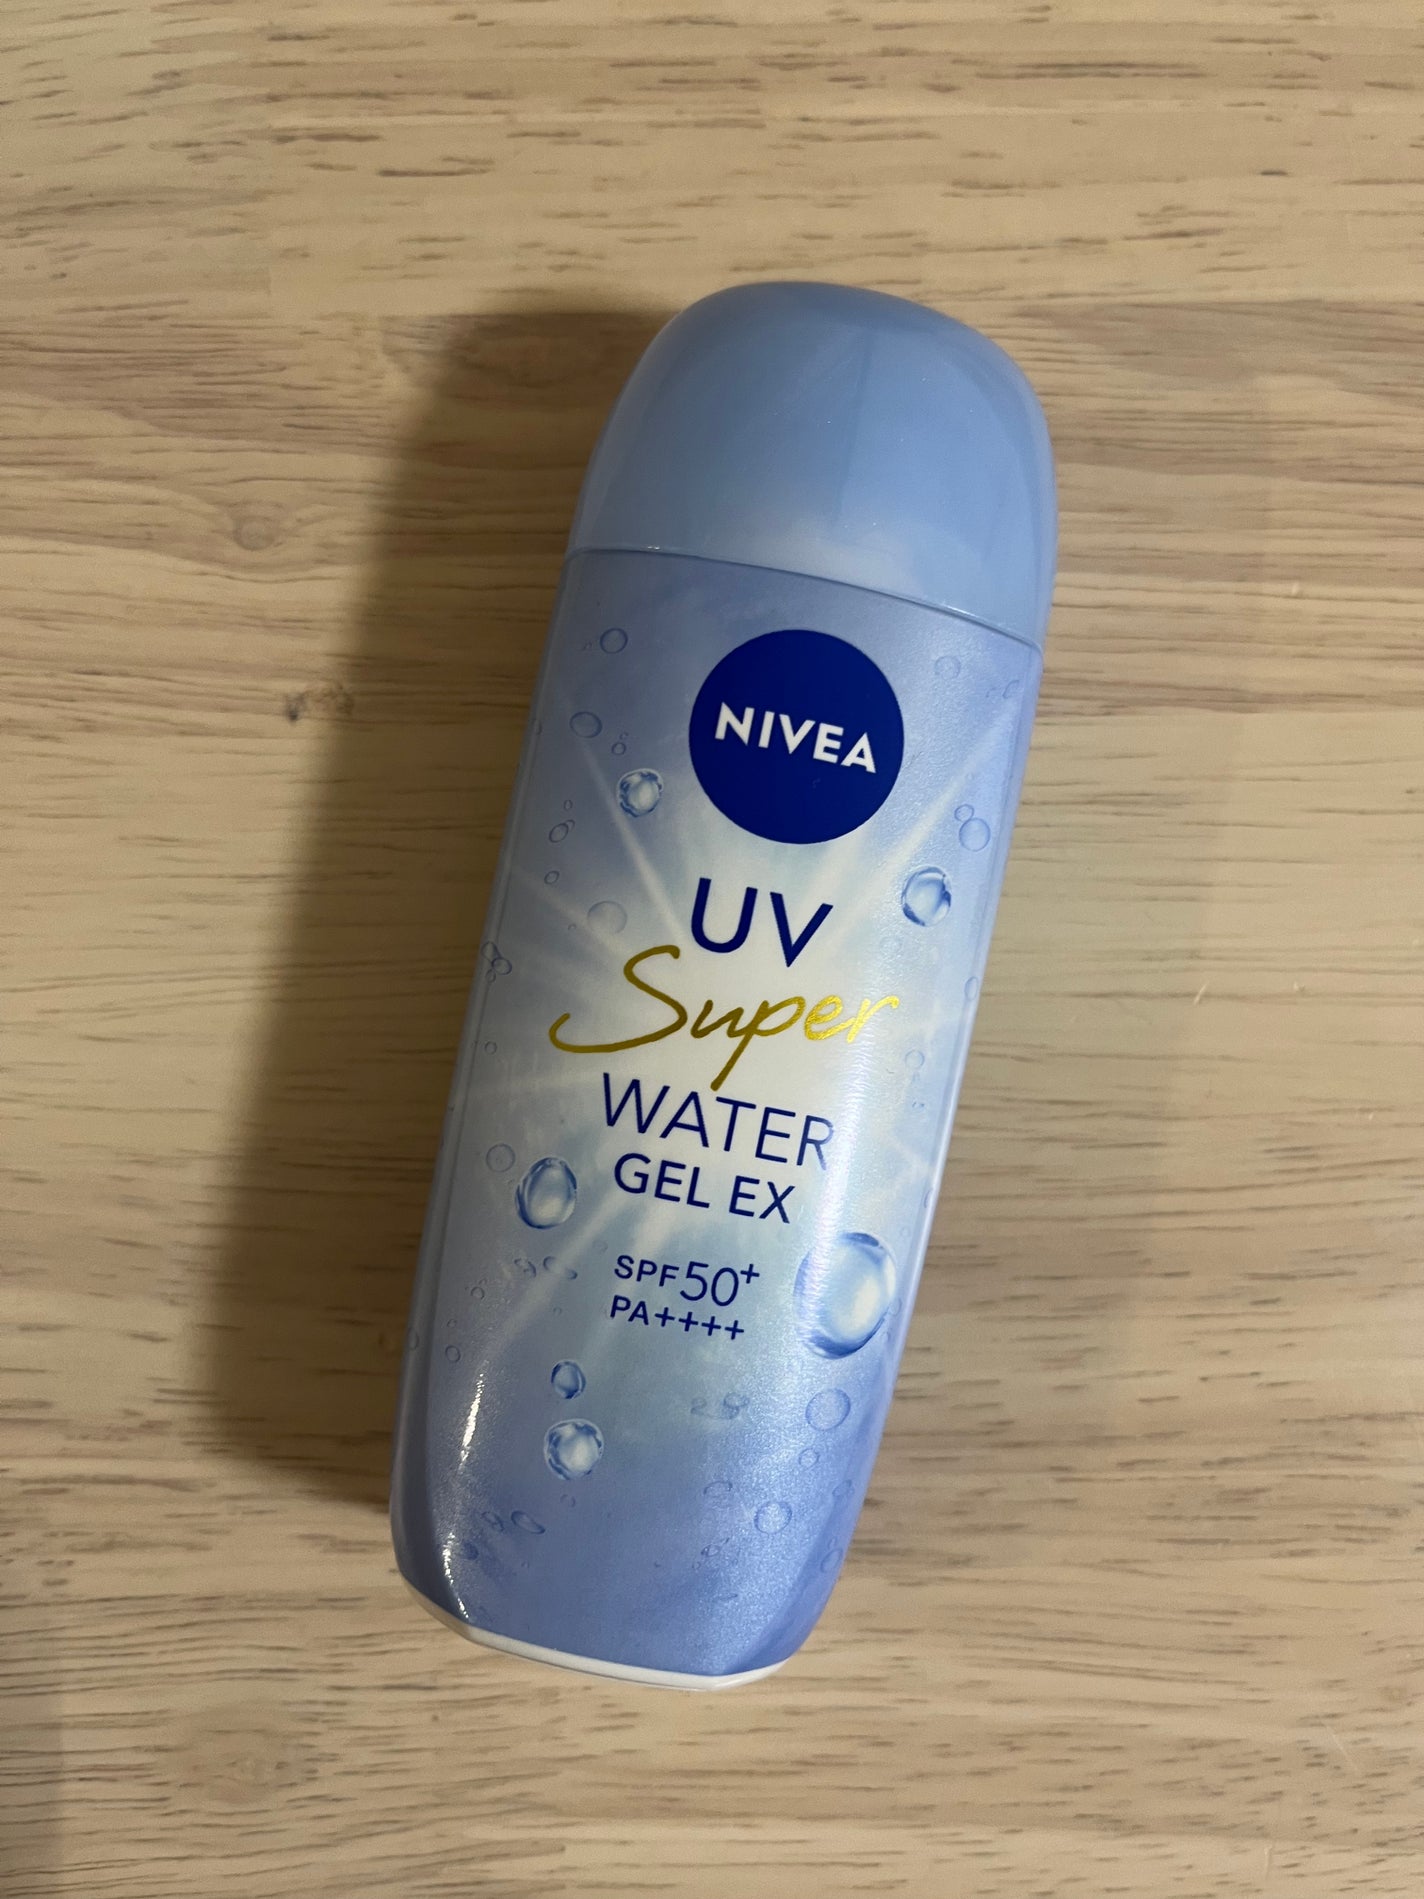 NIVEA
UV
Super
WATER
GEL EX
SPF50+
PA++++